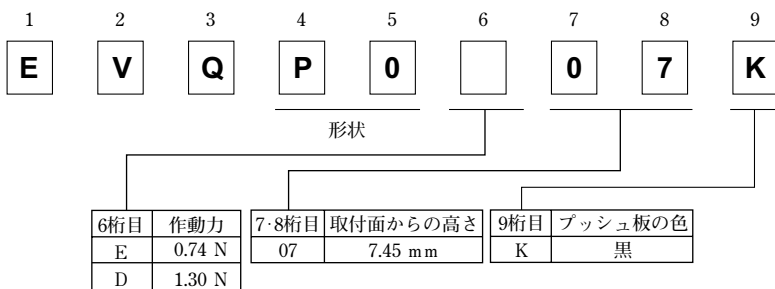 1 2 3 4 5 6 7 8 9
E V Q P 0 0 7 K
形状
6桁目 作動力 7·8桁目 取付面からの高さ 9桁目 プッシュ板の色
E 0.74 N 07 7.45 mm K 黒
D 1.30 N